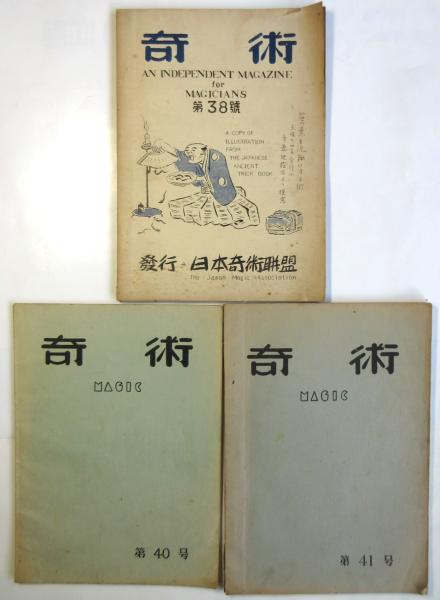 奇術
AN INDEPENDENT MAGAZINE
for
MAGICIANS
第38號
A COPY OF
ILLUSTRATION
FROM
THE JAPANESE
ANCIENT
TRICK BOOK
發行・日本奇術聯盟
The Japan Magic Association
奇術
MAGIC
第40号
奇術
MAGIC
第41号